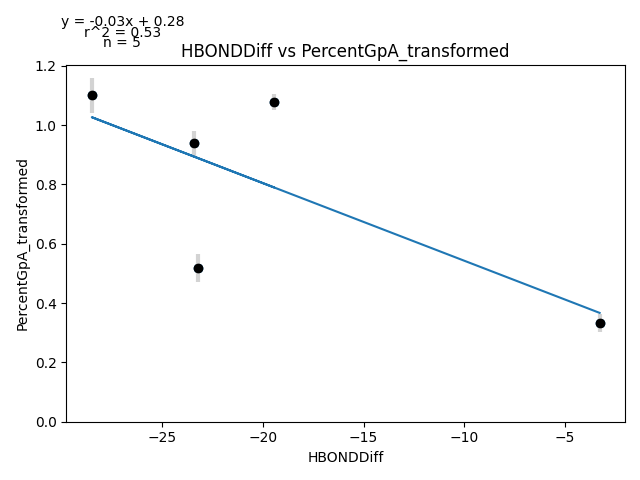 y = -0.03x + 0.28
r^2 = 0.53
n = 5
HBONDDiff vs PercentGpA_transformed
1.2
1.0
0.8
0.6
0.4
0.2
0.0
PercentGpA_transformed
−25
−20
−15
−10
−5
HBONDDiff